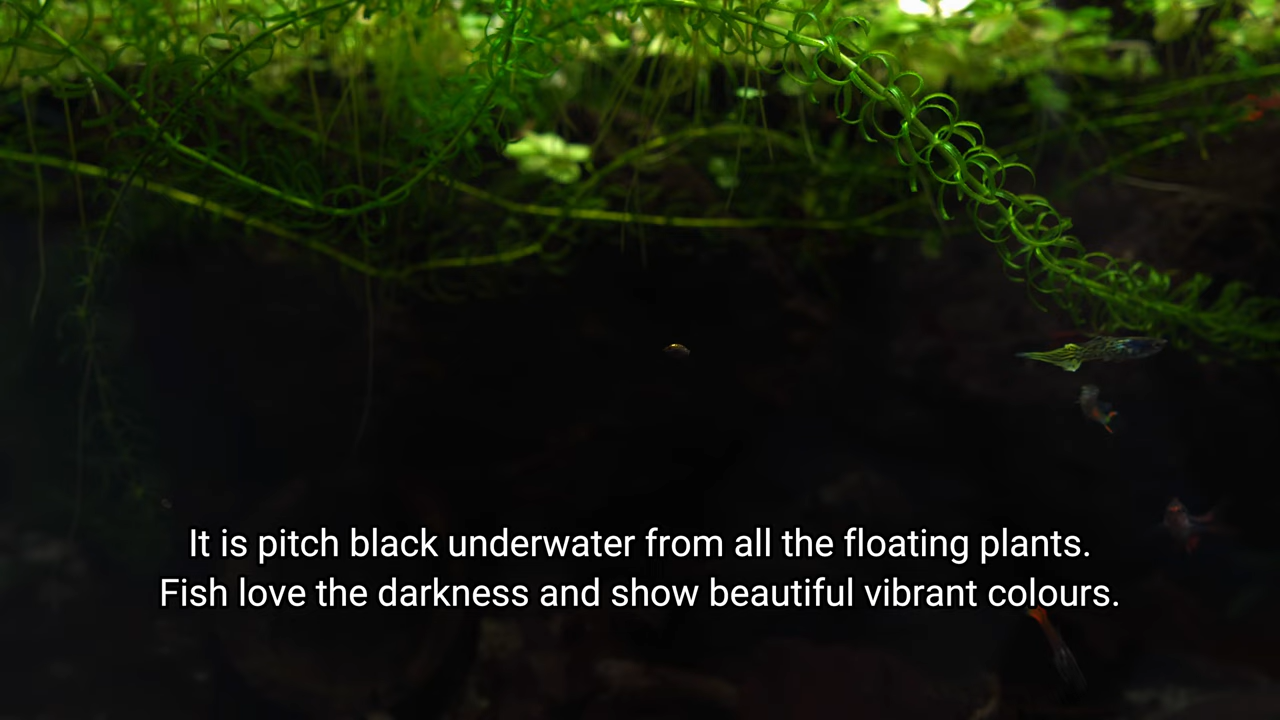 It is pitch black underwater from all the floating plants.
Fish love the darkness and show beautiful vibrant colours.